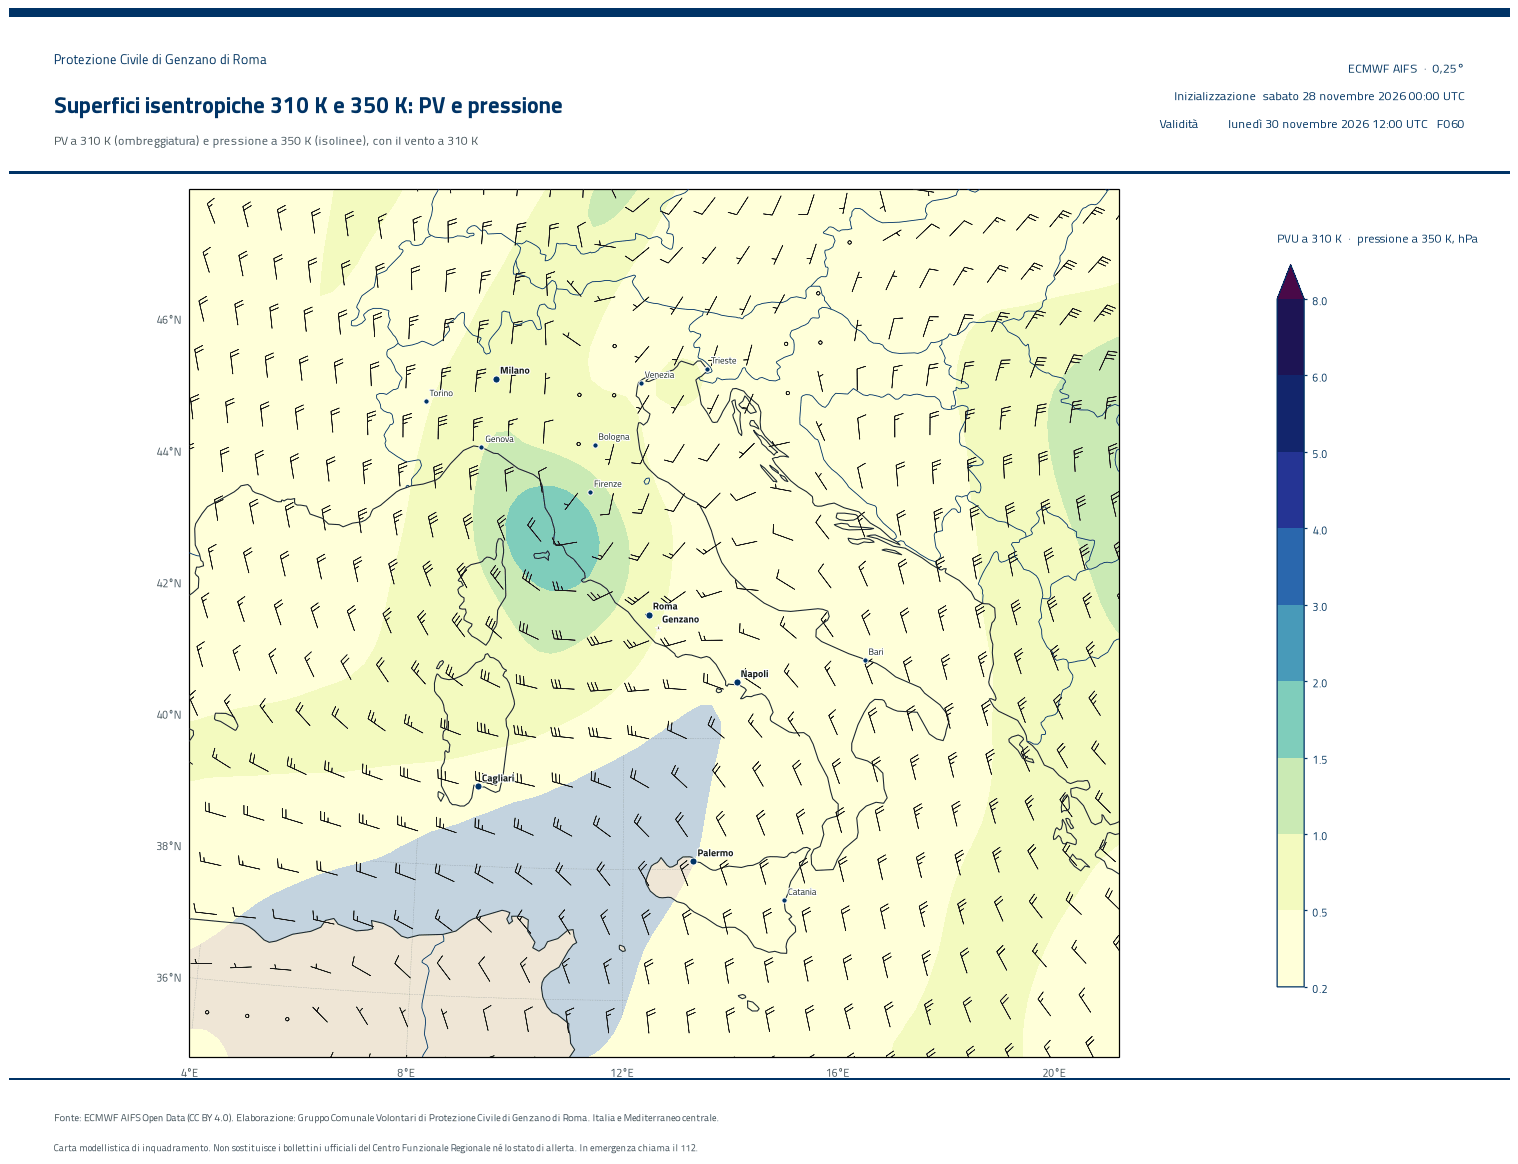 Protezione Civile di Genzano di Roma
Superfici isentropiche 310 K e 350 K: PV e pressione
PV a 310 K (ombreggiatura) e pressione a 350 K (isolinee), con il vento a 310 K
ECMWF AIFS · 0,25°
Inizializzazione sabato 28 novembre 2026 00:00 UTC
Validità lunedì 30 novembre 2026 12:00 UTC F060
PVU a 310 K · pressione a 350 K, hPa
8.0
6.0
5.0
4.0
3.0
2.0
1.5
1.0
0.5
0.2
46°N
44°N
42°N
40°N
38°N
36°N
4°E
8°E
12°E
16°E
20°E
Trieste
Milano
Venezia
Torino
Bologna
Genova
Firenze
Roma
Genzano
Bari
Napoli
Cagliari
Palermo
Catania
Fonte: ECMWF AIFS Open Data (CC BY 4.0). Elaborazione: Gruppo Comunale Volontari di Protezione Civile di Genzano di Roma. Italia e Mediterraneo centrale.
Carta modellistica di inquadramento. Non sostituisce i bollettini ufficiali del Centro Funzionale Regionale né lo stato di allerta. In emergenza chiama il 112.